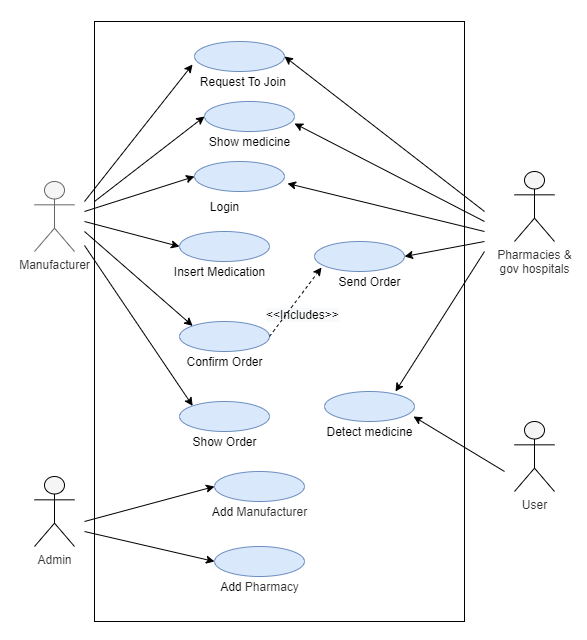 Request To Join
Show medicine
Login
Manufacturer
Insert Medication
Pharmacies &
gov hospitals
Send Order
<<Includes>>
Confirm Order
Show Order
Detect medicine
User
Add Manufacturer
Admin
Add Pharmacy